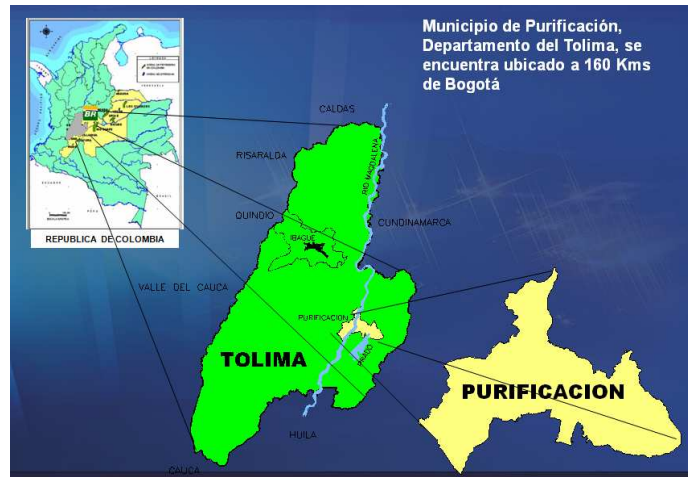 Municipio de Purificación,
Departamento del Tolima, se
encuentra ubicado a 160 Kms
de Bogotá
BR
REPUBLICA DE COLOMBIA
CALDAS
RISARALDA
RIO MAGDALENA
QUINDIO
CUNDINAMARCA
IBAGUE
VALLE DEL CAUCA
PURIFICACION
PRADO
TOLIMA
PURIFICACION
HUILA
CAUCA